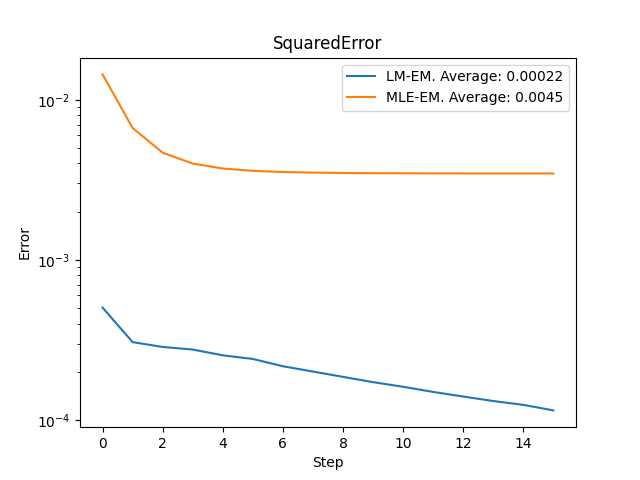 SquaredError
LM-EM. Average: 0.00022
MLE-EM. Average: 0.0045
10⁻²
10⁻³
10⁻⁴
Error
0 2 4 6 8 10 12 14
Step